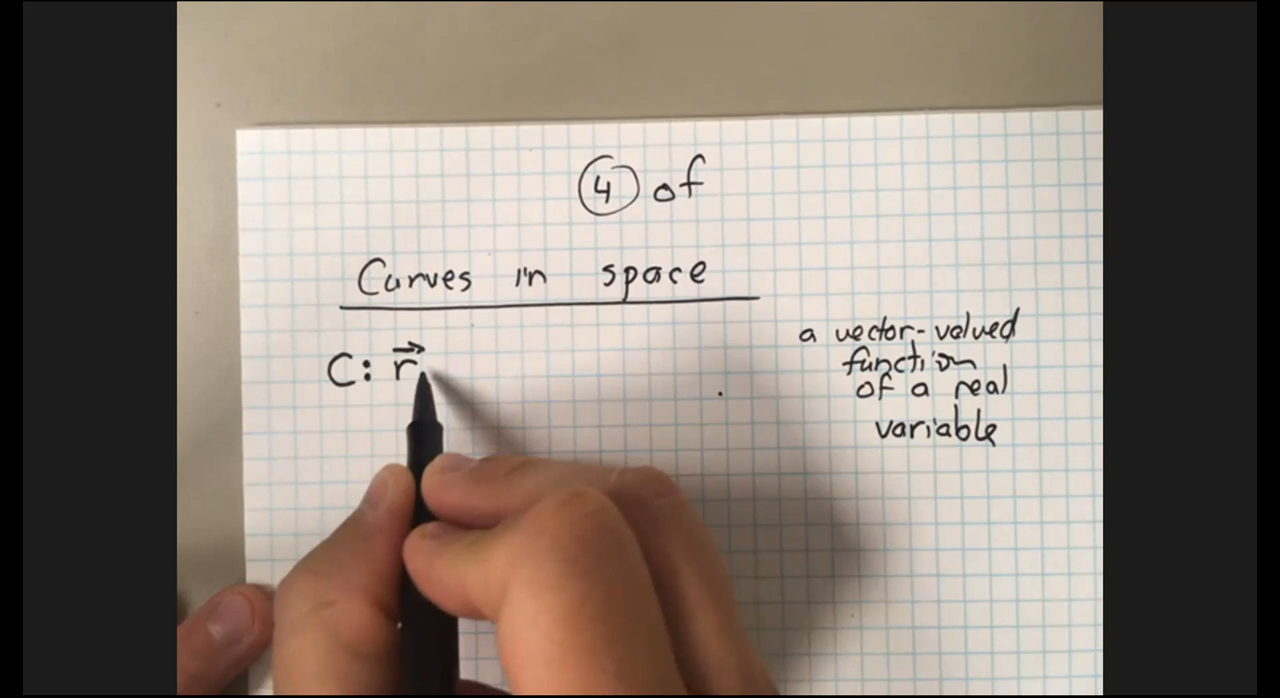 ④ of
Curves in space
C: r⃗
a vector-valued
function
of a real
variable